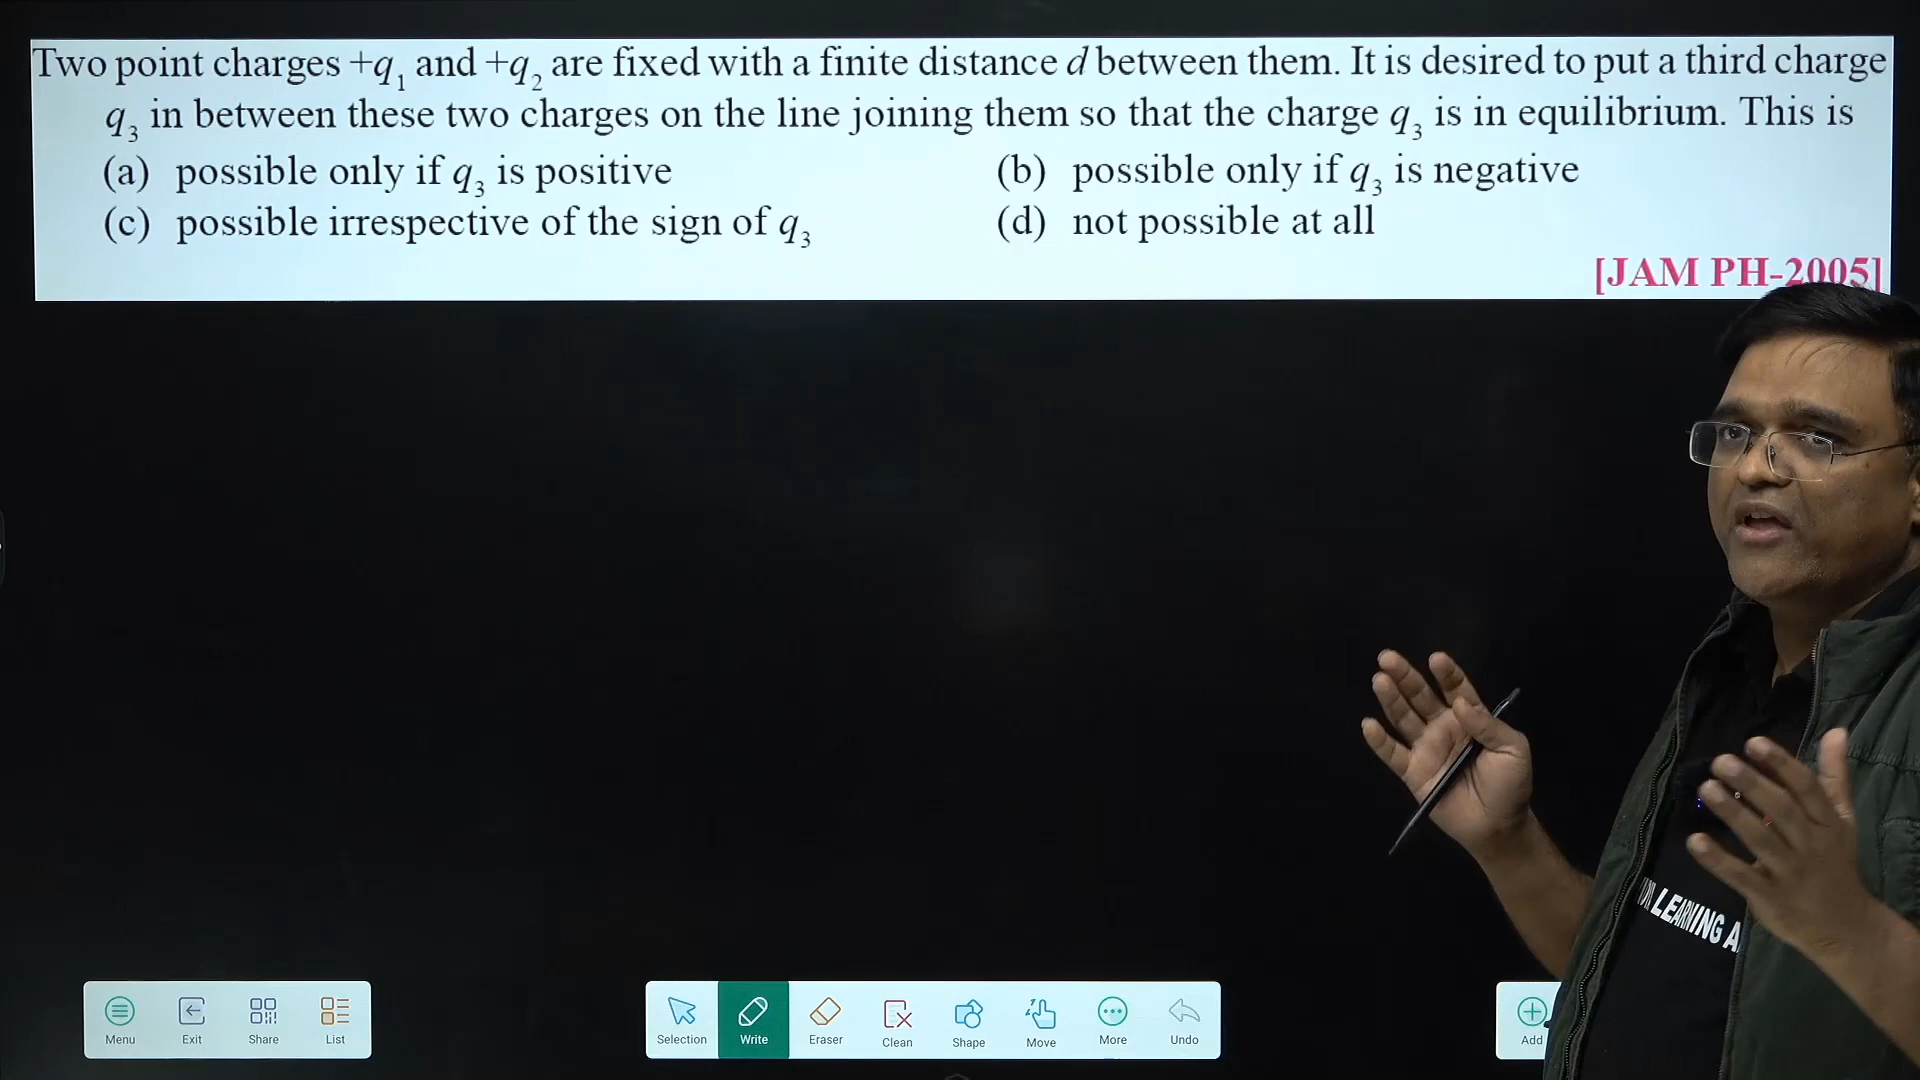 Two point charges +q₁ and +q₂ are fixed with a finite distance d between them. It is desired to put a third charge
q₃ in between these two charges on the line joining them so that the charge q₃ is in equilibrium. This is
(a) possible only if q₃ is positive (b) possible only if q₃ is negative
(c) possible irrespective of the sign of q₃ (d) not possible at all
[JAM PH-2005]
LEARNING A
Menu Exit Share List Selection Write Eraser Clean Shape Move More Undo Add